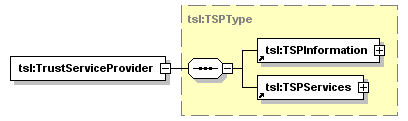 tsl:TSPType
tsl:TrustServiceProvider
tsl:TSPInformation
tsl:TSPServices